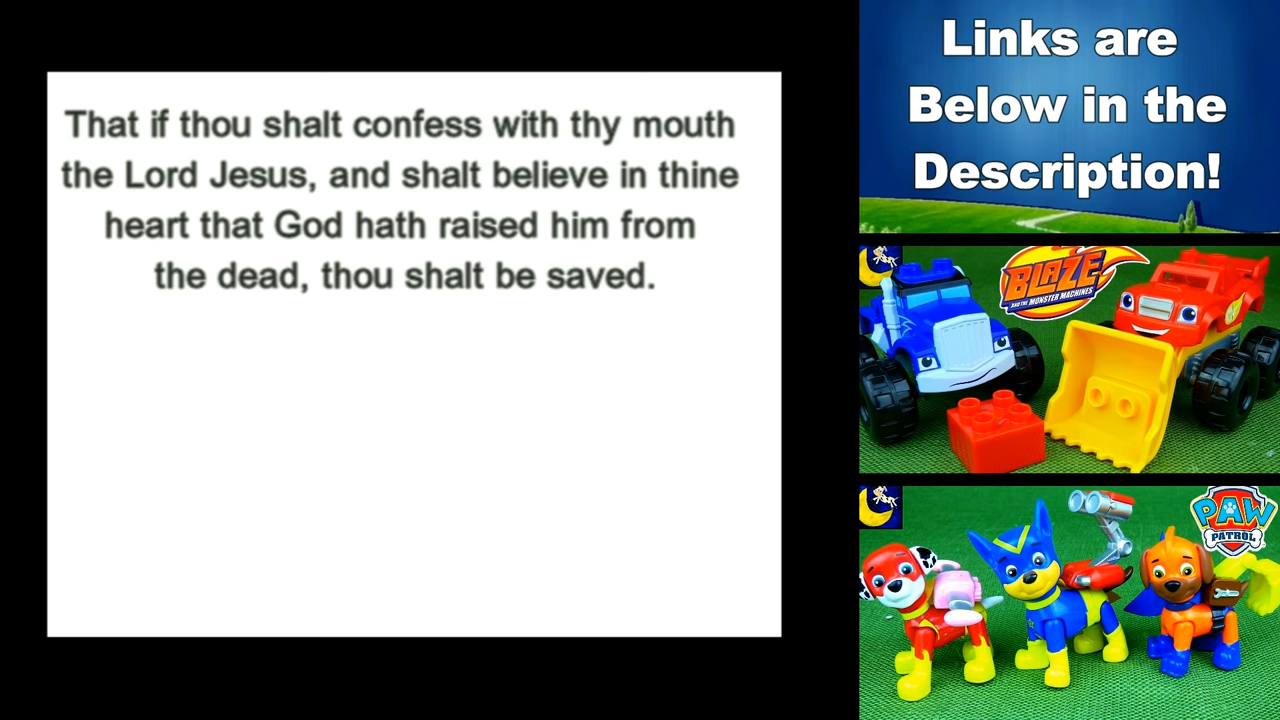 That if thou shalt confess with thy mouth
the Lord Jesus, and shalt believe in thine
heart that God hath raised him from
the dead, thou shalt be saved.
Links are
Below in the
Description!
BLAZE
AND THE MONSTER MACHINES
PAW
PATROL